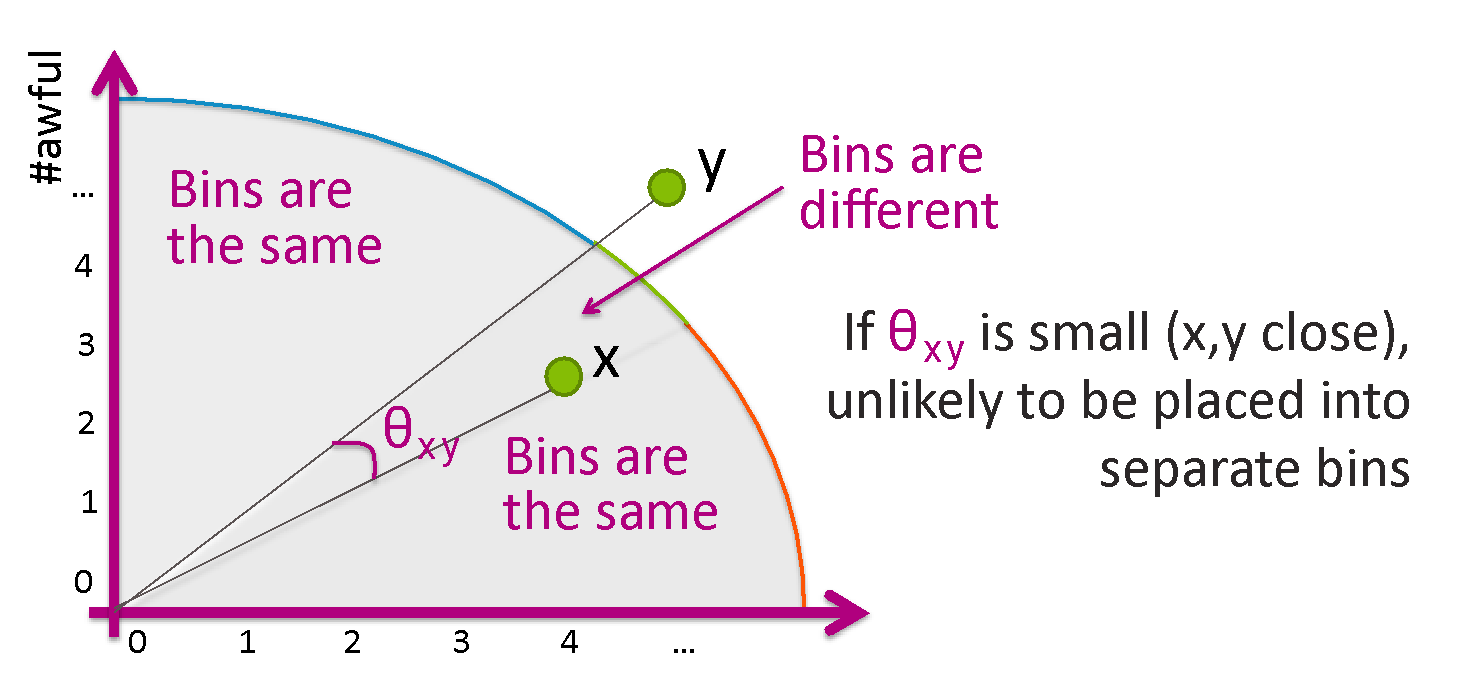 #awful
...
4
3
2
1
0
0 1 2 3 4 ...
Bins are
the same
y
Bins are
different
x
θxy
Bins are
the same
If θxy is small (x,y close),
unlikely to be placed into
separate bins